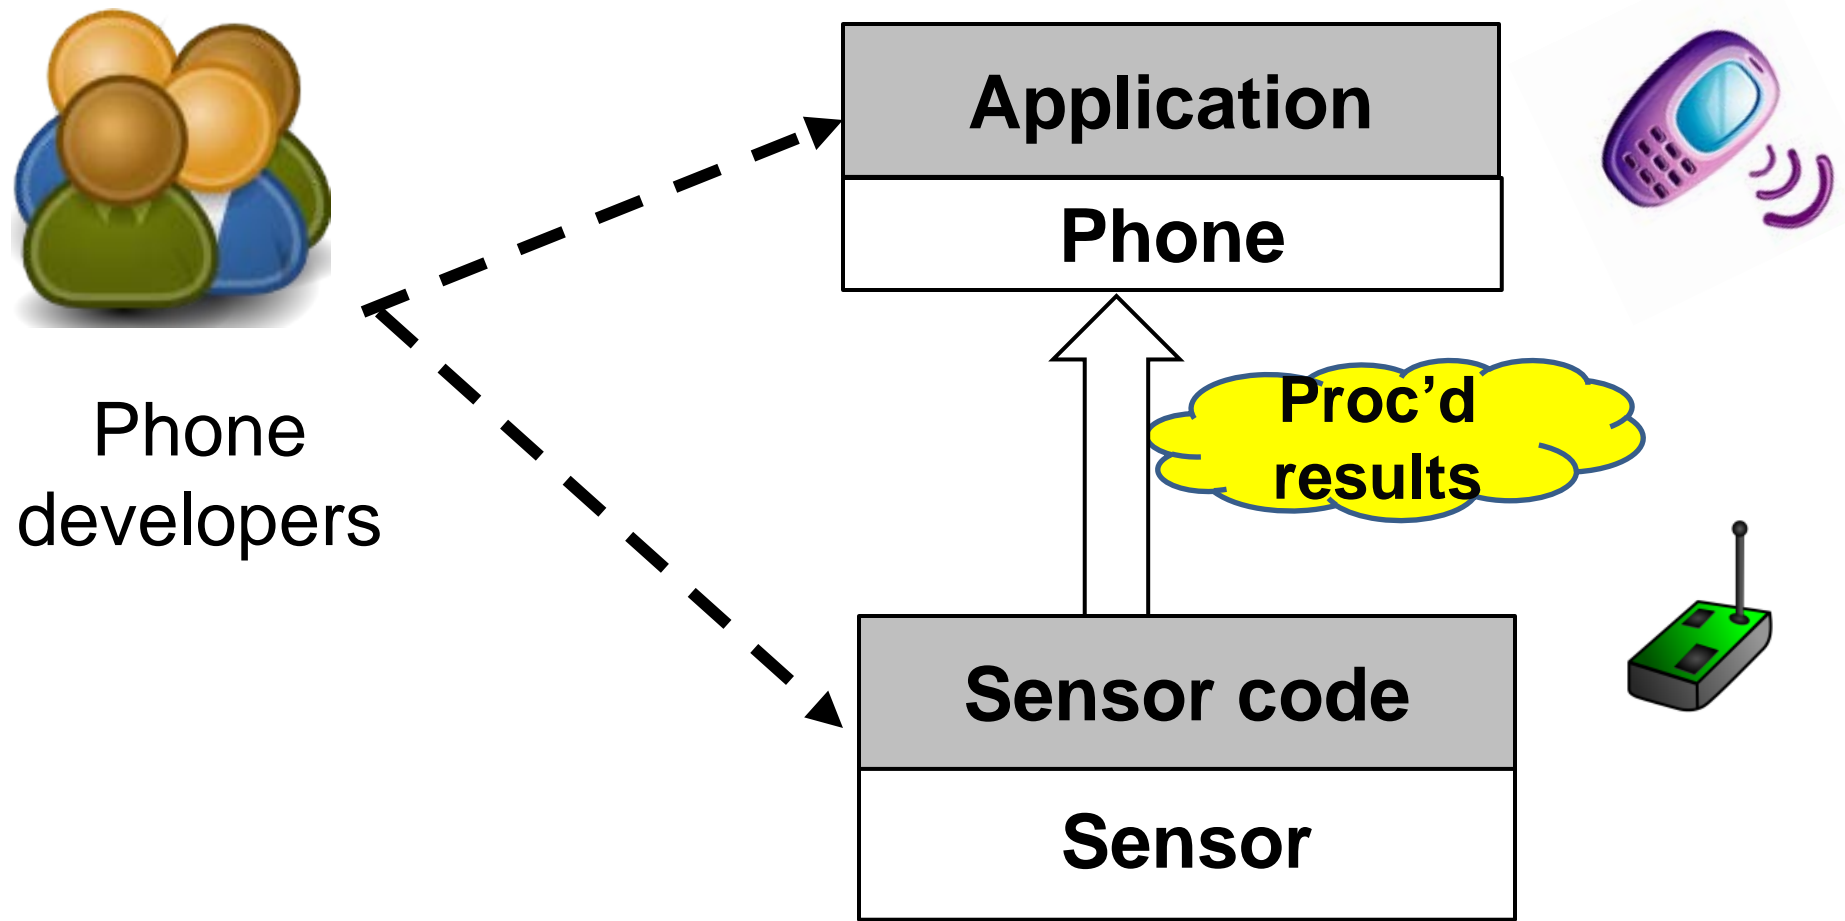 Application
Phone
Phone
developers
Proc’d
results
Sensor code
Sensor